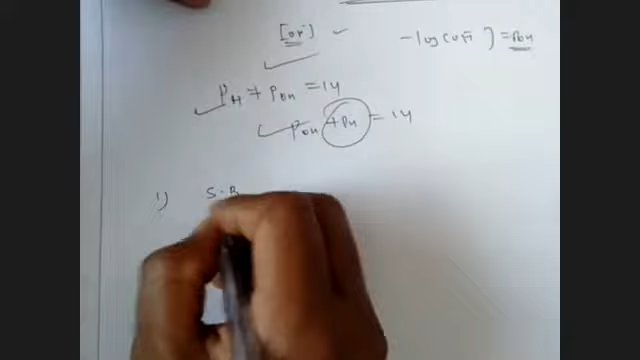 [OH⁻]
-log[OH⁻] = POH
PH + POH = 14
POH + PH = 14
1) S.B